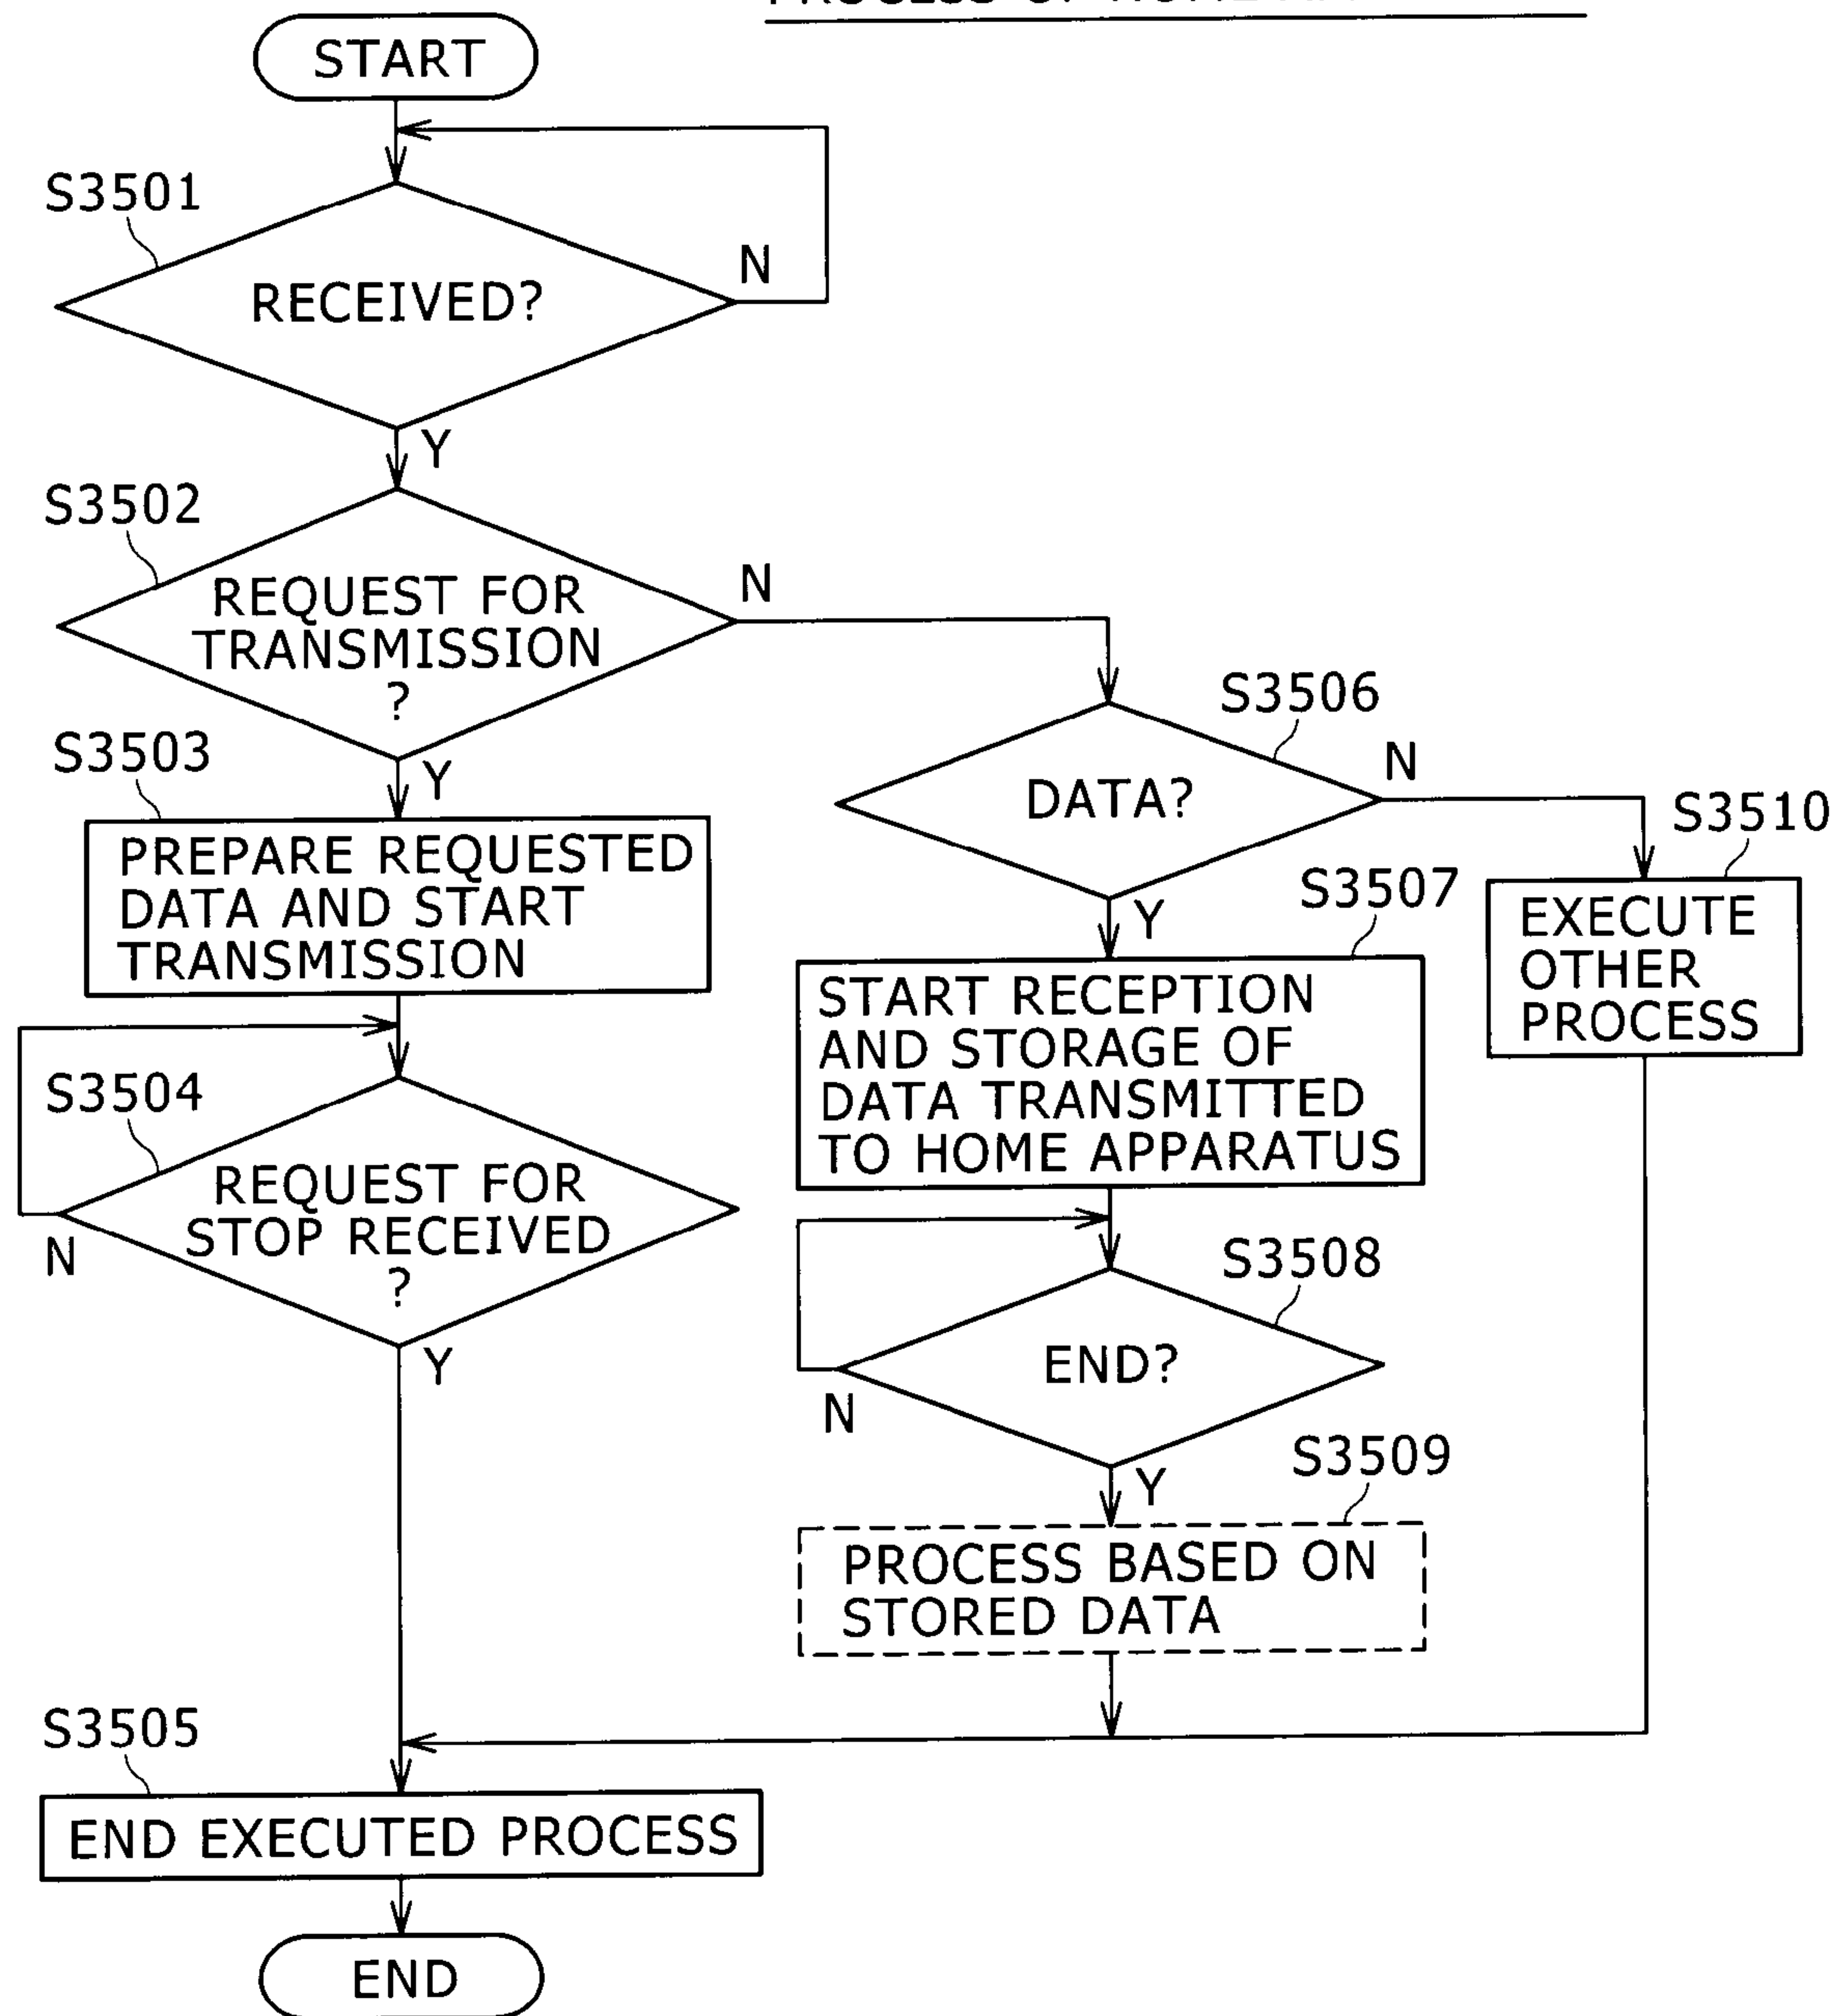 PROCESS OF
START
S3501
RECEIVED?
N
Y
S3502
REQUEST FOR
TRANSMISSION
?
N
Y
S3503
PREPARE REQUESTED
DATA AND START
TRANSMISSION
S3504
REQUEST FOR
STOP RECEIVED
?
N
Y
S3506
DATA?
N
Y
S3510
EXECUTE
OTHER
PROCESS
S3507
START RECEPTION
AND STORAGE OF
DATA TRANSMITTED
TO HOME APPARATUS
S3508
END?
N
Y
S3509
PROCESS BASED ON
STORED DATA
S3505
END EXECUTED PROCESS
END